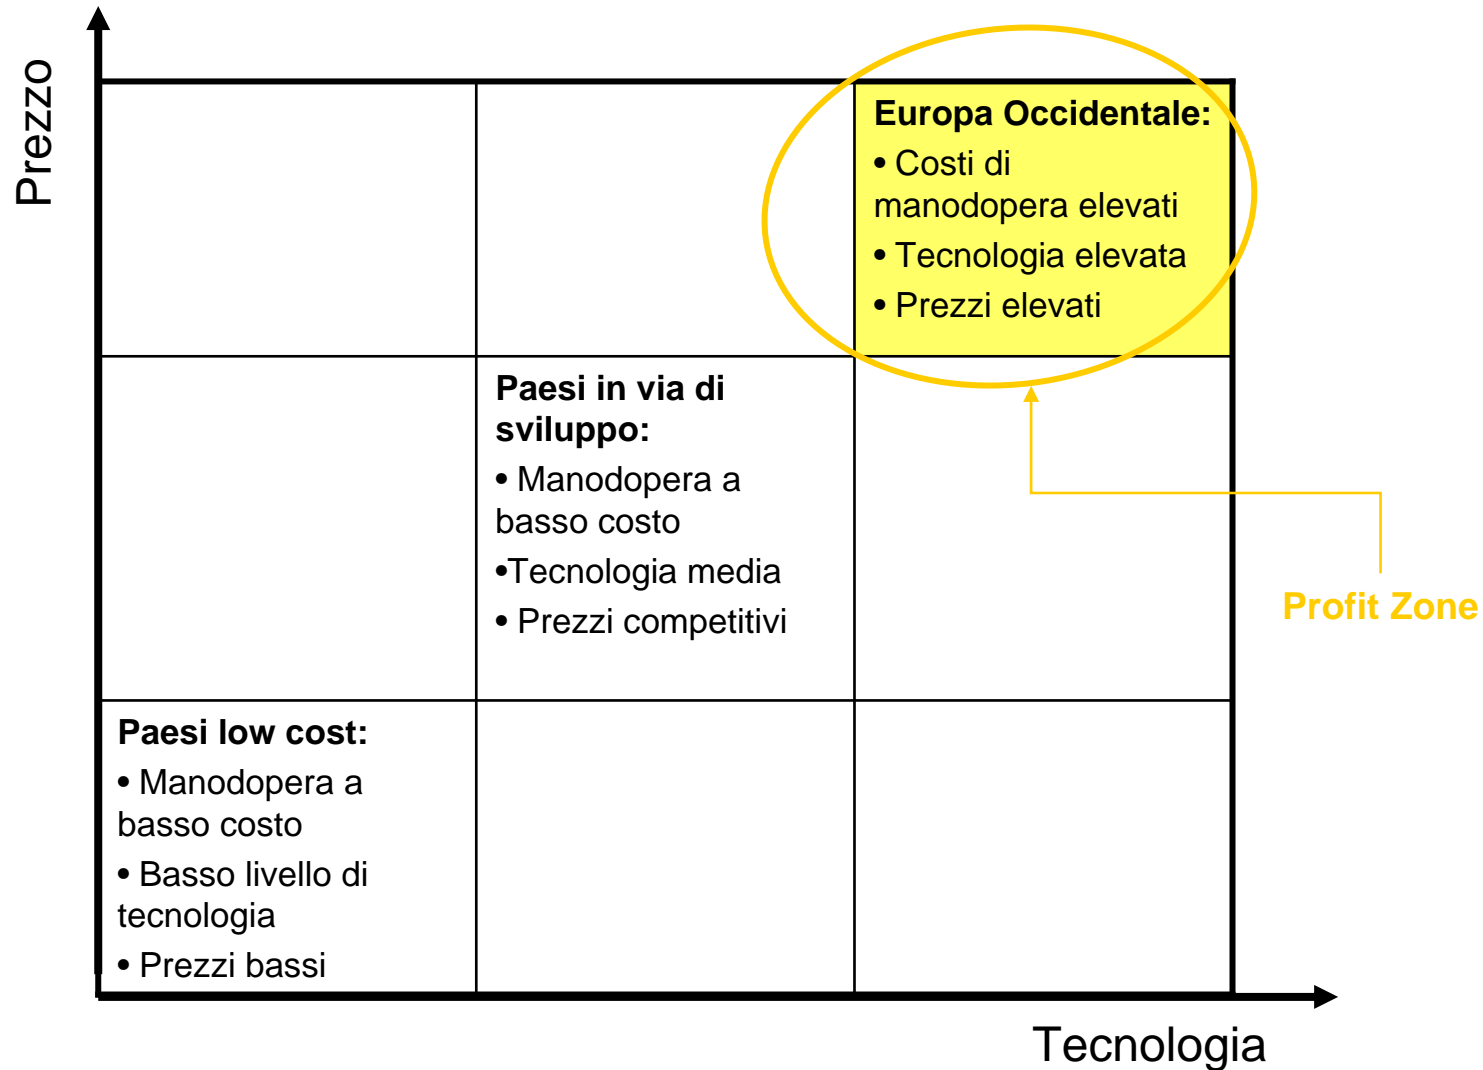 Prezzo
Europa Occidentale:
• Costi di
manodopera elevati
• Tecnologia elevata
• Prezzi elevati
Paesi in via di
sviluppo:
• Manodopera a
basso costo
•Tecnologia media
• Prezzi competitivi
Profit Zone
Paesi low cost:
• Manodopera a
basso costo
• Basso livello di
tecnologia
• Prezzi bassi
Tecnologia